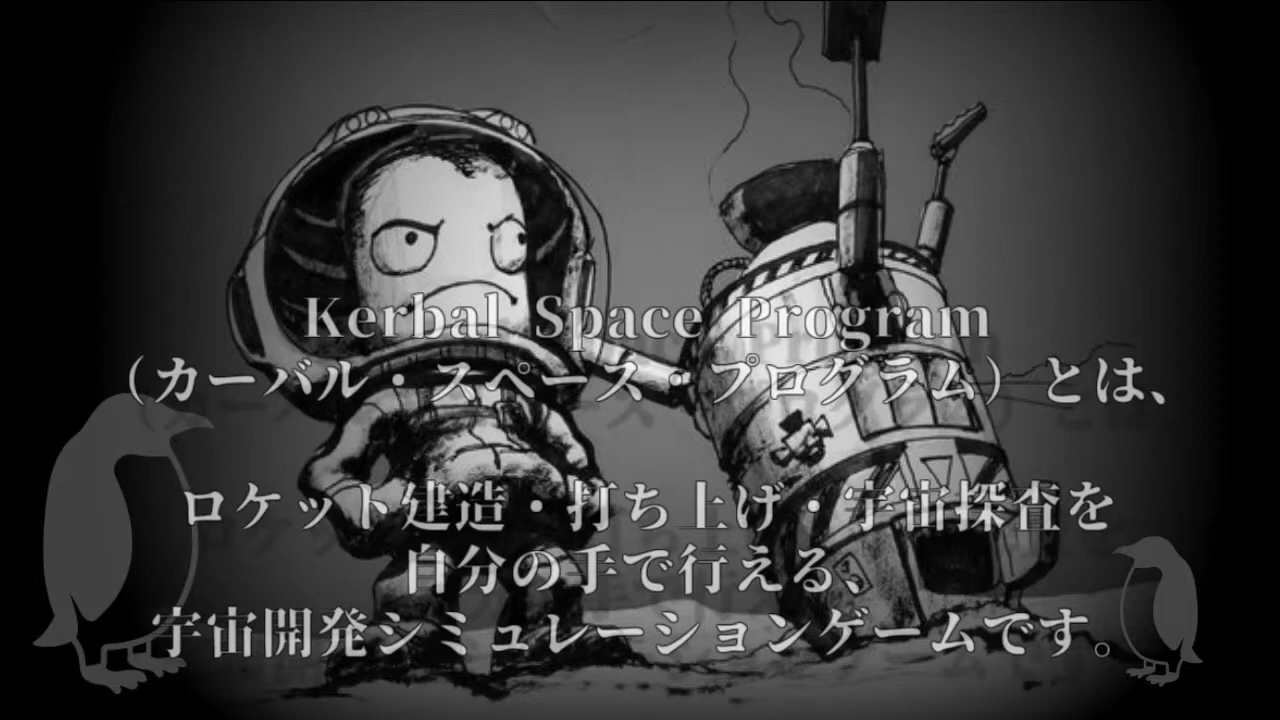 Kerbal Space Program
（カーバル・スペース・プログラム）とは、
ロケット建造・打ち上げ・宇宙探査を
自分の手で行える、
宇宙開発シミュレーションゲームです。